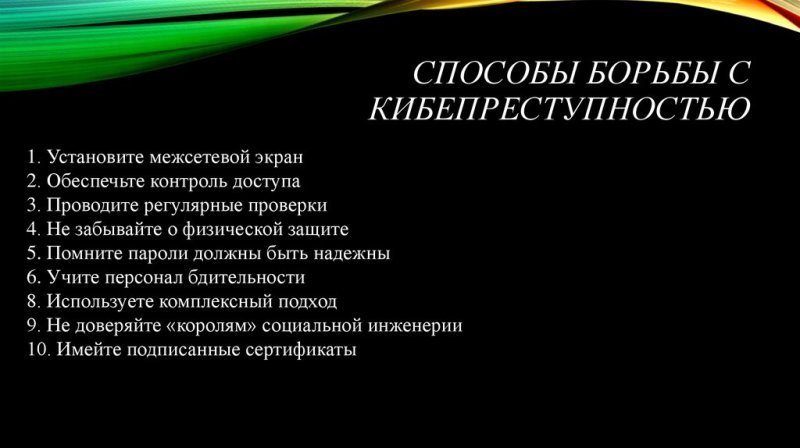 СПОСОБЫ БОРЬБЫ С
КИБЕПРЕСТУПНОСТЬЮ
1. Установите межсетевой экран
2. Обеспечьте контроль доступа
3. Проводите регулярные проверки
4. Не забывайте о физической защите
5. Помните пароли должны быть надежны
6. Учите персонал бдительности
8. Используете комплексный подход
9. Не доверяйте «королям» социальной инженерии
10. Имейте подписанные сертификаты